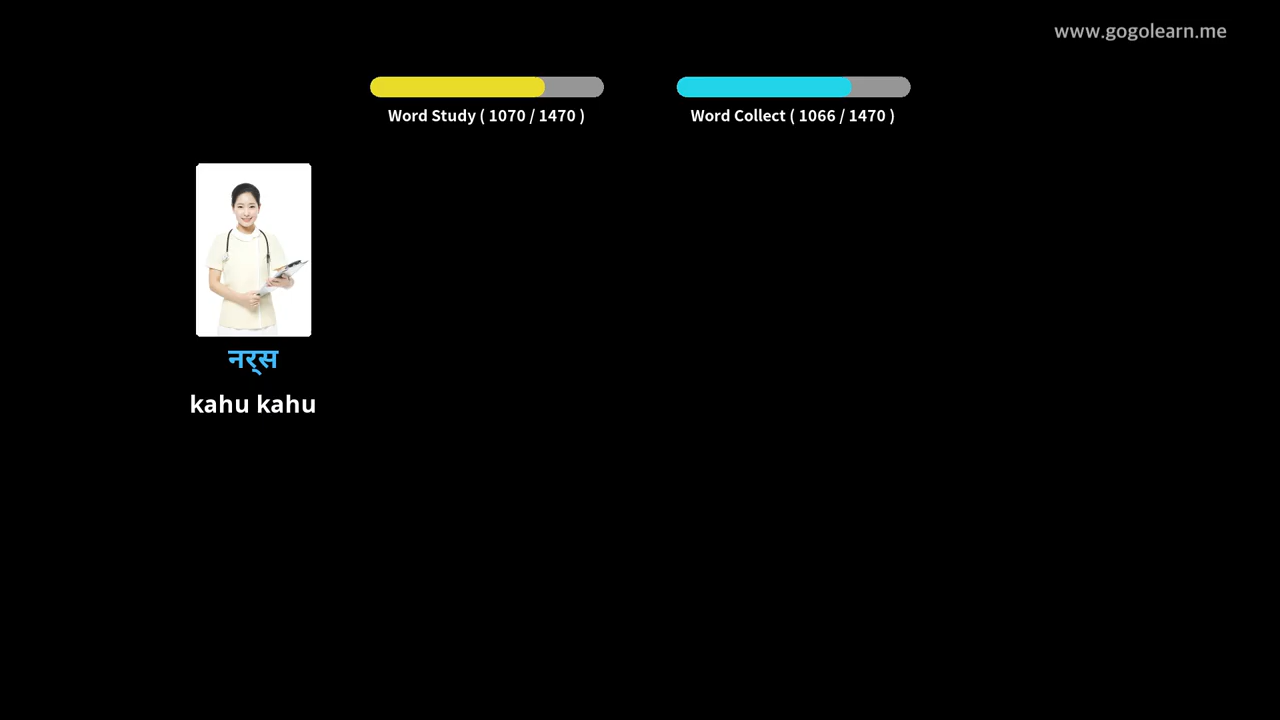 www.gogolearn.me
Word Study ( 1070 / 1470 )
Word Collect ( 1066 / 1470 )
नर्स
kahu kahu